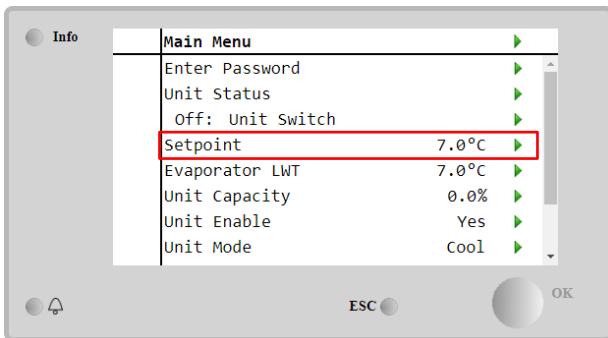 Info
Main Menu
Enter Password
Unit Status
Off: Unit Switch
Setpoint 7.0°C
Evaporator LWT 7.0°C
Unit Capacity 0.0%
Unit Enable Yes
Unit Mode Cool
ESC
OK